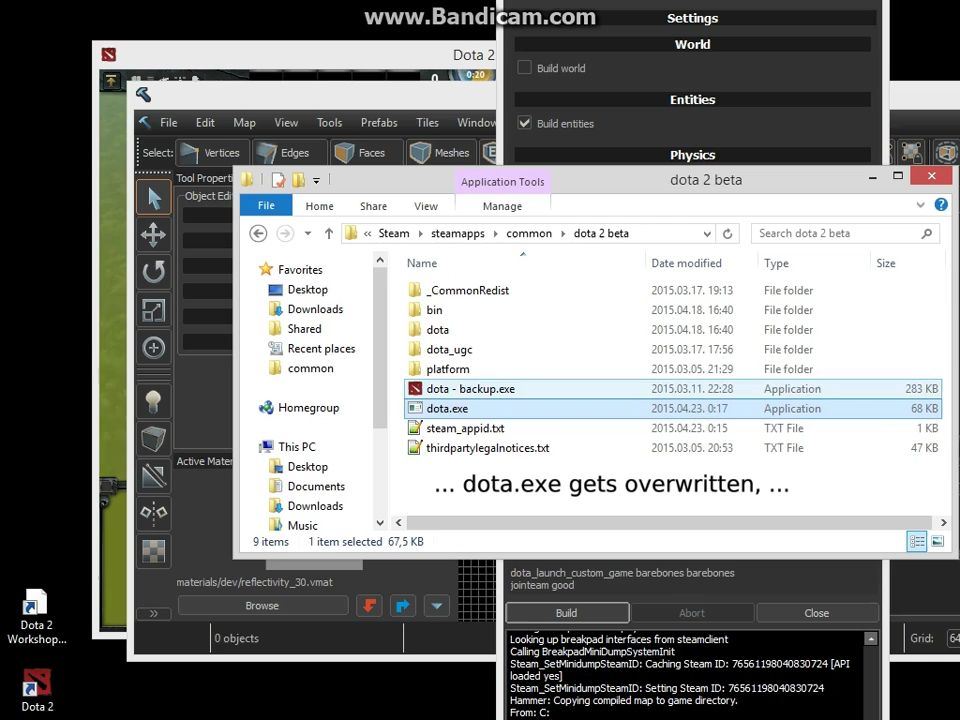 www.Bandicam.com
Settings
World
Build world
Entities
Build entities
Physics
Dota 2
0:20
0
File Edit Map View Tools Prefabs Tiles Window
Select: Vertices Edges Faces Meshes
Tool Properti
Object Edi
Application Tools
dota 2 beta
File Home Share View Manage
« Steam steamapps common dota 2 beta
Search dota 2 beta
Name Date modified Type Size
Favorites
Desktop
Downloads
Shared
Recent places
common
Homegroup
This PC
Desktop
Documents
Downloads
Music
_CommonRedist 2015.03.17. 19:13 File folder
bin 2015.04.18. 16:40 File folder
dota 2015.04.18. 16:40 File folder
dota_ugc 2015.03.17. 17:56 File folder
platform 2015.03.05. 21:29 File folder
dota - backup.exe 2015.03.11. 22:28 Application 283 KB
dota.exe 2015.04.23. 0:17 Application 68 KB
steam_appid.txt 2015.04.23. 0:15 TXT File 1 KB
thirdpartylegalnotices.txt 2015.03.05. 20:53 TXT File 47 KB
... dota.exe gets overwritten, ...
9 items 1 item selected 67,5 KB
Active Mater
materials/dev/reflectivity_30.vmat
Browse
0 objects
dota_launch_custom_game barebones barebones
jointeam good
Build Abort Close
Looking up breakpad interfaces from steamclient
Calling BreakpadMiniDumpSystemInit
Steam_SetMinidumpSteamID: Caching Steam ID: 76561198040830724 [API
loaded yes]
Steam_SetMinidumpSteamID: Setting Steam ID: 76561198040830724
Hammer: Copying compiled map to game directory.
From: C:
Grid: 64
Dota 2
Workshop...
Dota 2